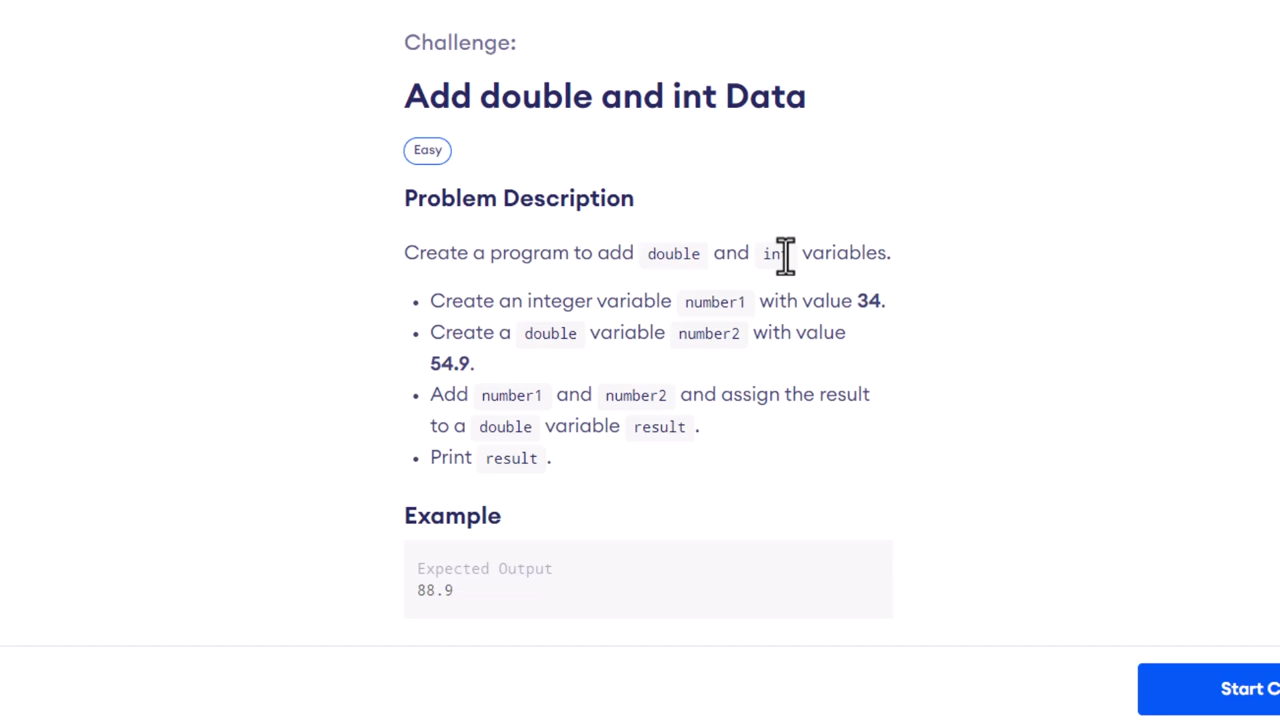 Challenge:
Add double and int Data
Easy
Problem Description
Create a program to add double and int variables.
• Create an integer variable number1 with value 34.
• Create a double variable number2 with value
54.9.
• Add number1 and number2 and assign the result
to a double variable result.
• Print result.
Example
Expected Output
88.9
Start C